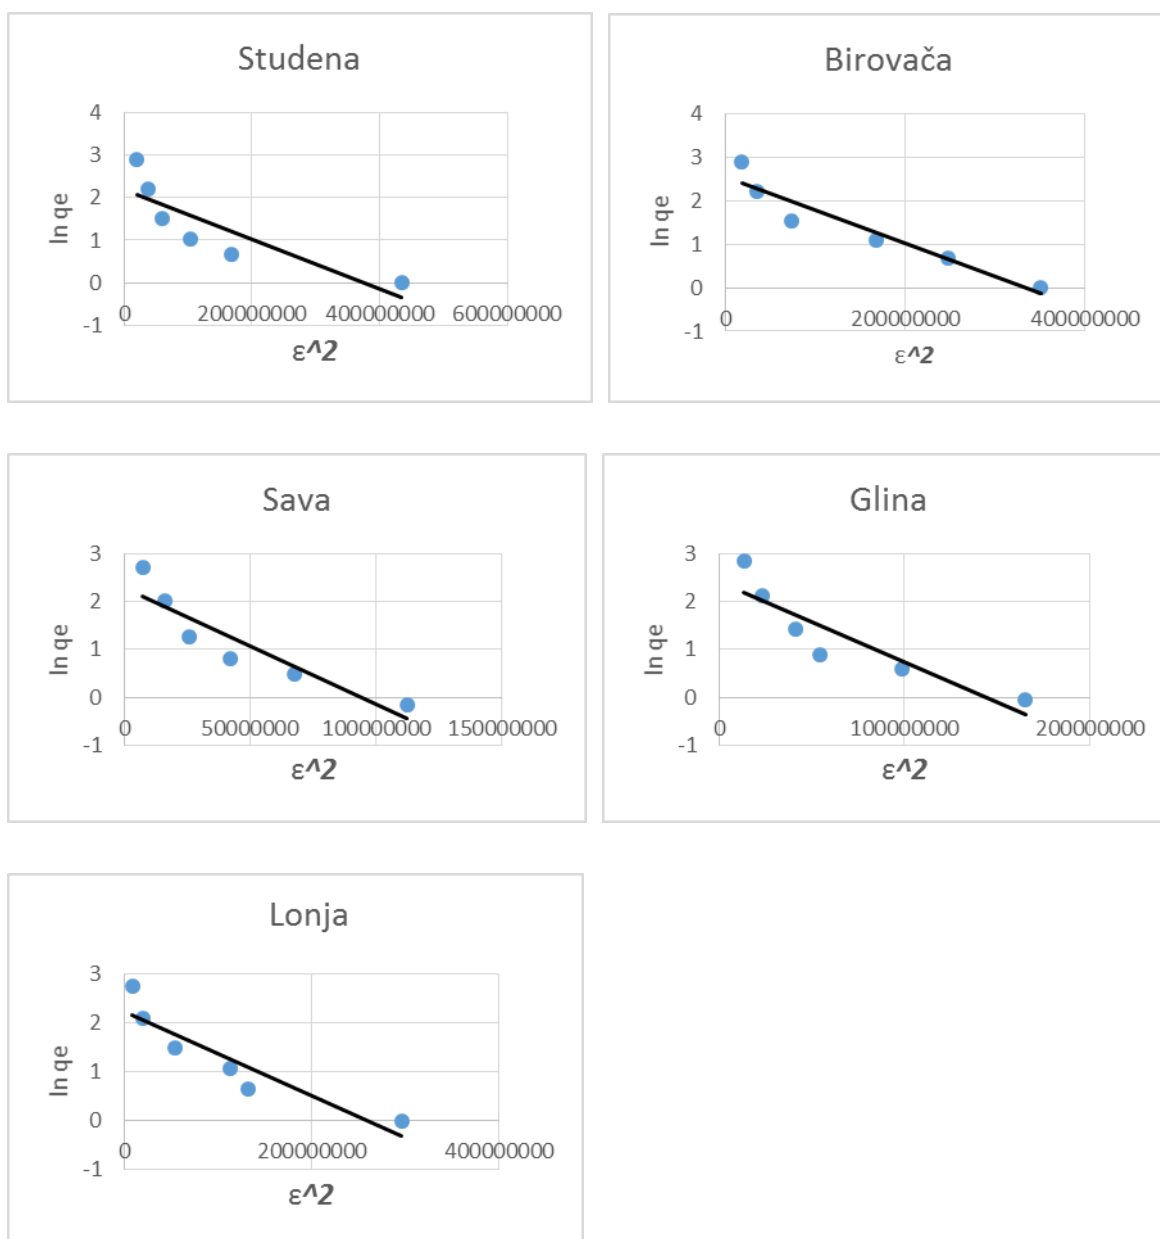 Studena
4
3
2
1
0
-1
ln qe
0 200000000 400000000 600000000
ε^2
Birovača
4
3
2
1
0
-1
ln qe
0 200000000 400000000
ε^2
Sava
3
2
1
0
-1
ln qe
0 50000000 100000000 150000000
ε^2
Glina
3
2
1
0
-1
ln qe
0 100000000 200000000
ε^2
Lonja
3
2
1
0
-1
ln qe
0 200000000 400000000
ε^2